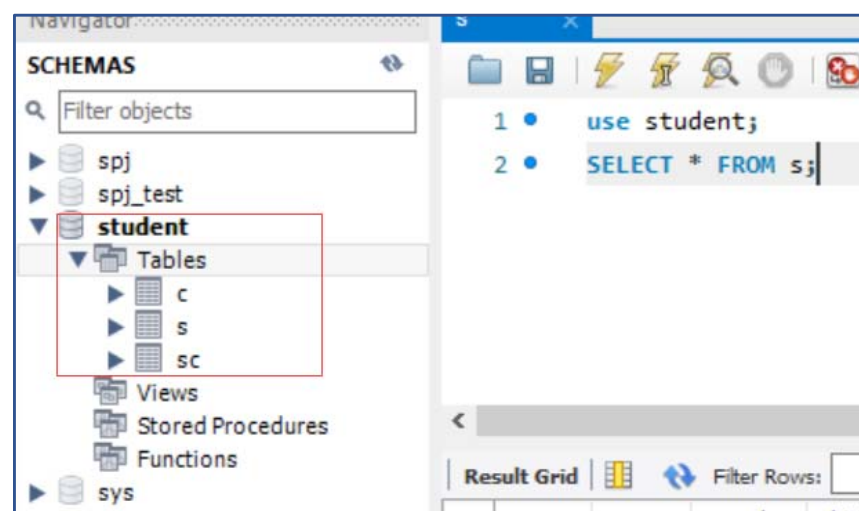 Navigator
SCHEMAS
Filter objects
spj
spj_test
student
Tables
c
s
sc
Views
Stored Procedures
Functions
sys
s
1 use student;
2 SELECT * FROM s;
Result Grid Filter Rows: